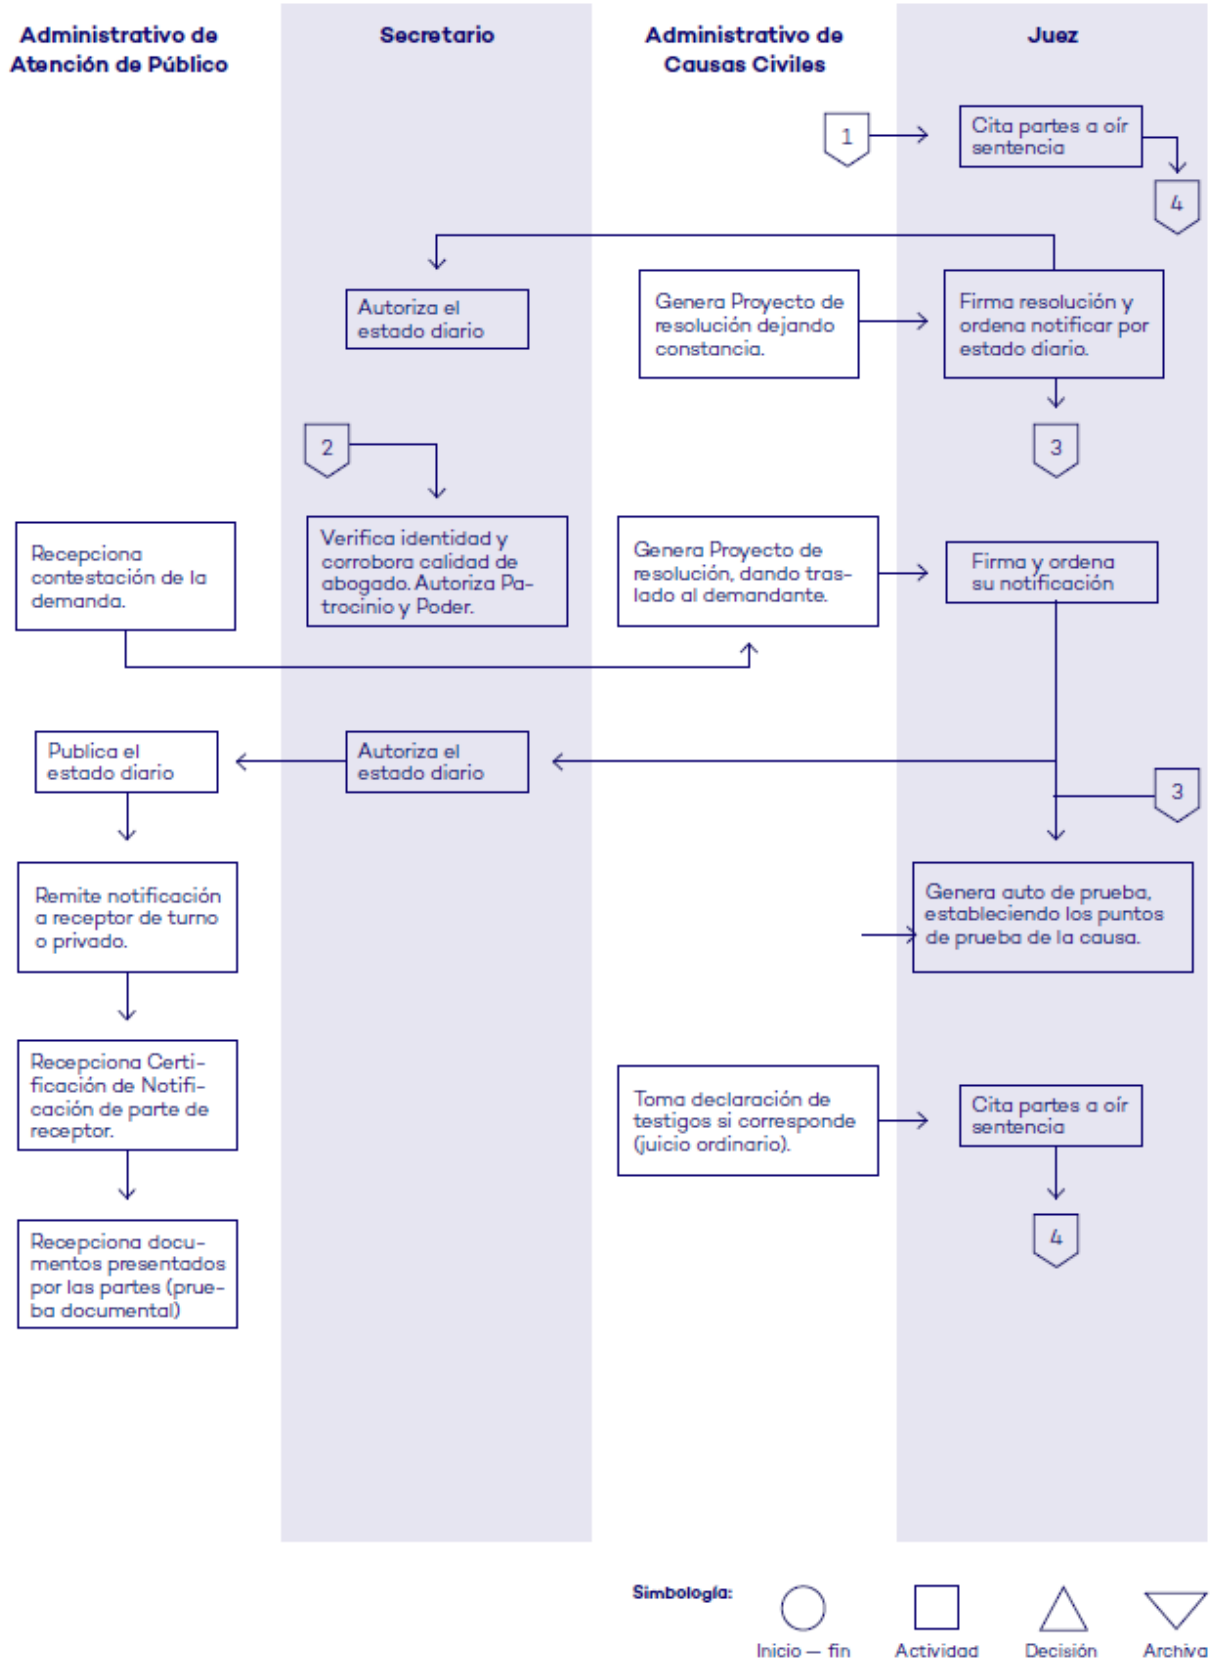 Administrativo de
Atención de Público
Secretario
Administrativo de
Causas Civiles
Juez
1
Cita partes a oír
sentencia
4
Autoriza el
estado diario
Genera Proyecto de
resolución dejando
constancia.
Firma resolución y
ordena notificar por
estado diario.
2
3
Recepciona
contestación de la
demanda.
Verifica identidad y
corrobora calidad de
abogado. Autoriza Pa-
trocinio y Poder.
Genera Proyecto de
resolución, dando tras-
lado al demandante.
Firma y ordena
su notificación
Publica el
estado diario
Autoriza el
estado diario
3
Remite notificación
a receptor de turno
o privado.
Genera auto de prueba,
estableciendo los puntos
de prueba de la causa.
Recepciona Certi-
ficación de Notifi-
cación de parte de
receptor.
Toma declaración de
testigos si corresponde
(juicio ordinario).
Cita partes a oír
sentencia
4
Recepciona docu-
mentos presentados
por las partes (prue-
ba documental)
Simbología:
Inicio — fin
Actividad
Decisión
Archiva